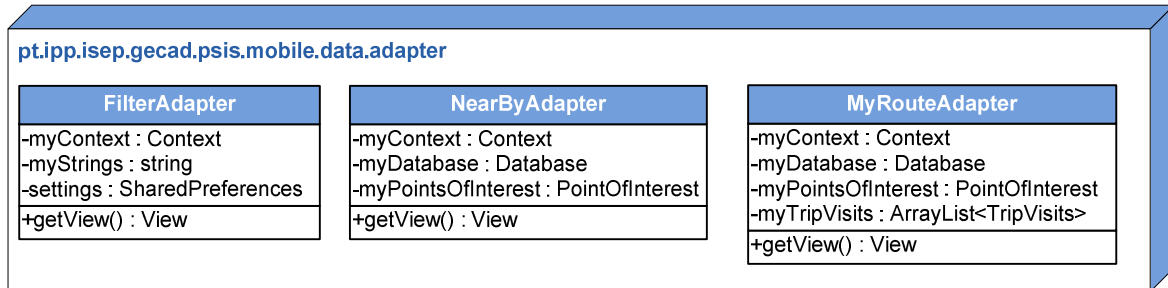 pt.ipp.isep.gecad.psis.mobile.data.adapter
FilterAdapter
-myContext : Context
-myStrings : string
-settings : SharedPreferences
+getView() : View
NearByAdapter
-myContext : Context
-myDatabase : Database
-myPointsOfInterest : PointOfInterest
+getView() : View
MyRouteAdapter
-myContext : Context
-myDatabase : Database
-myPointsOfInterest : PointOfInterest
-myTripVisits : ArrayList<TripVisits>
+getView() : View